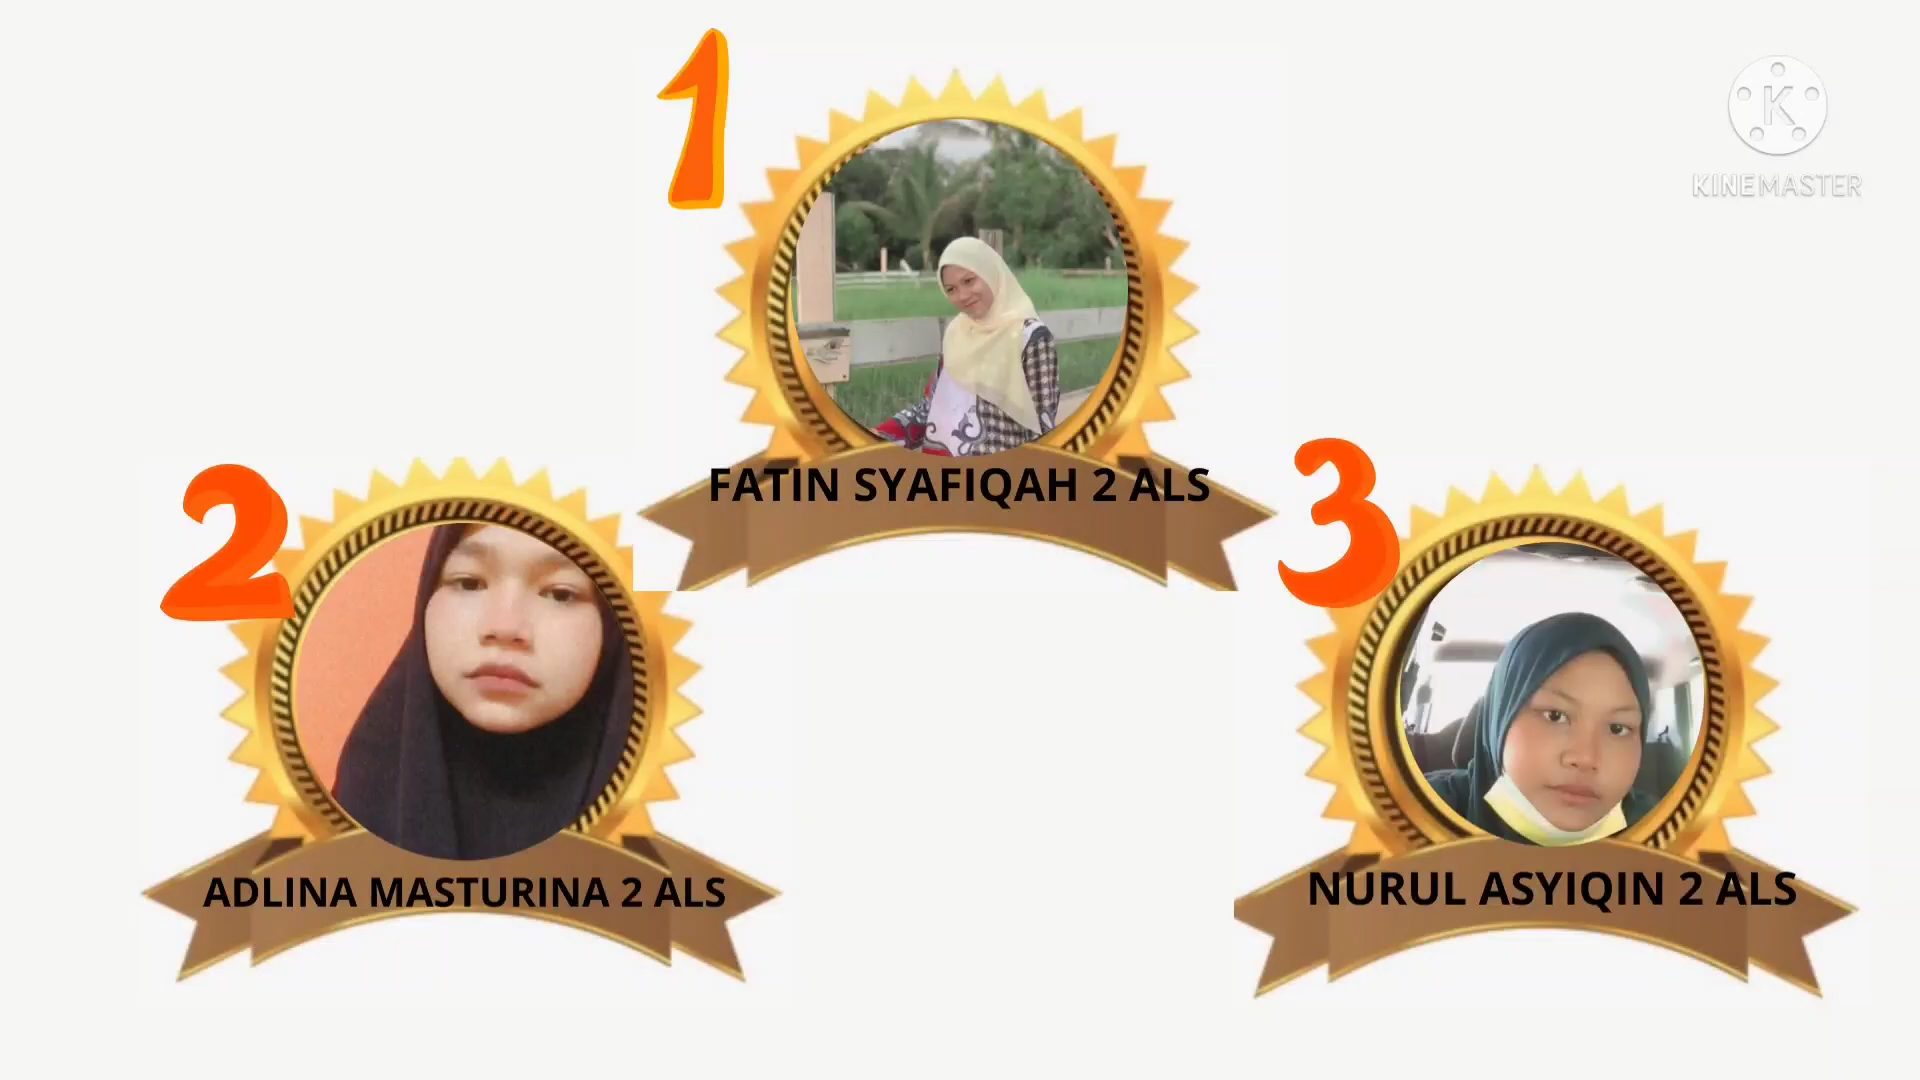 1
K
KINEMASTER
FATIN SYAFIQAH 2 ALS
2
3
ADLINA MASTURINA 2 ALS
NURUL ASYIQIN 2 ALS